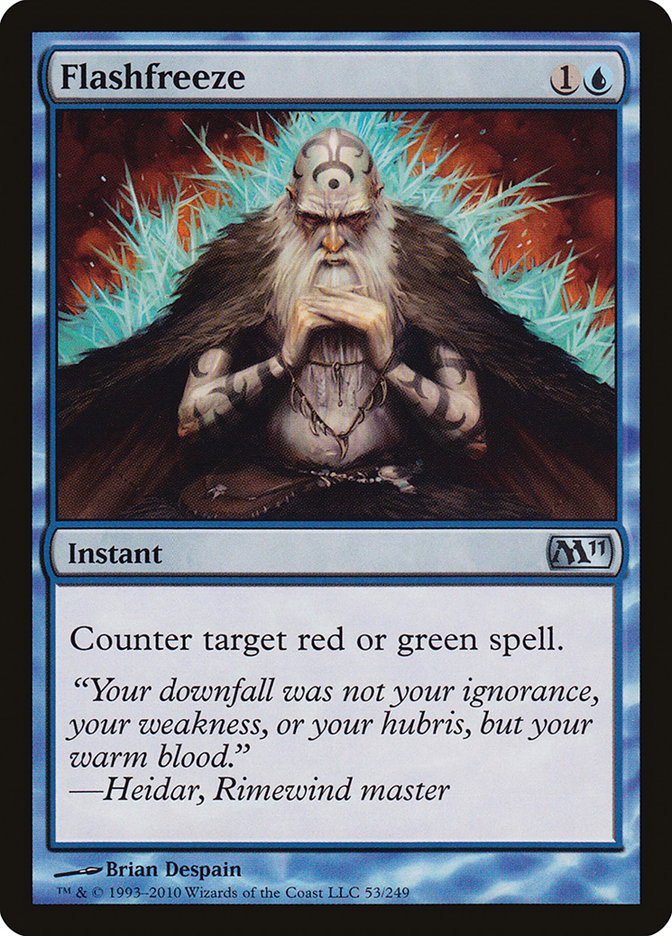 Flashfreeze 1
Instant M11
Counter target red or green spell.
“Your downfall was not your ignorance,
your weakness, or your hubris, but your
warm blood.”
—Heidar, Rimewind master
Brian Despain
™ & © 1993–2010 Wizards of the Coast LLC 53/249